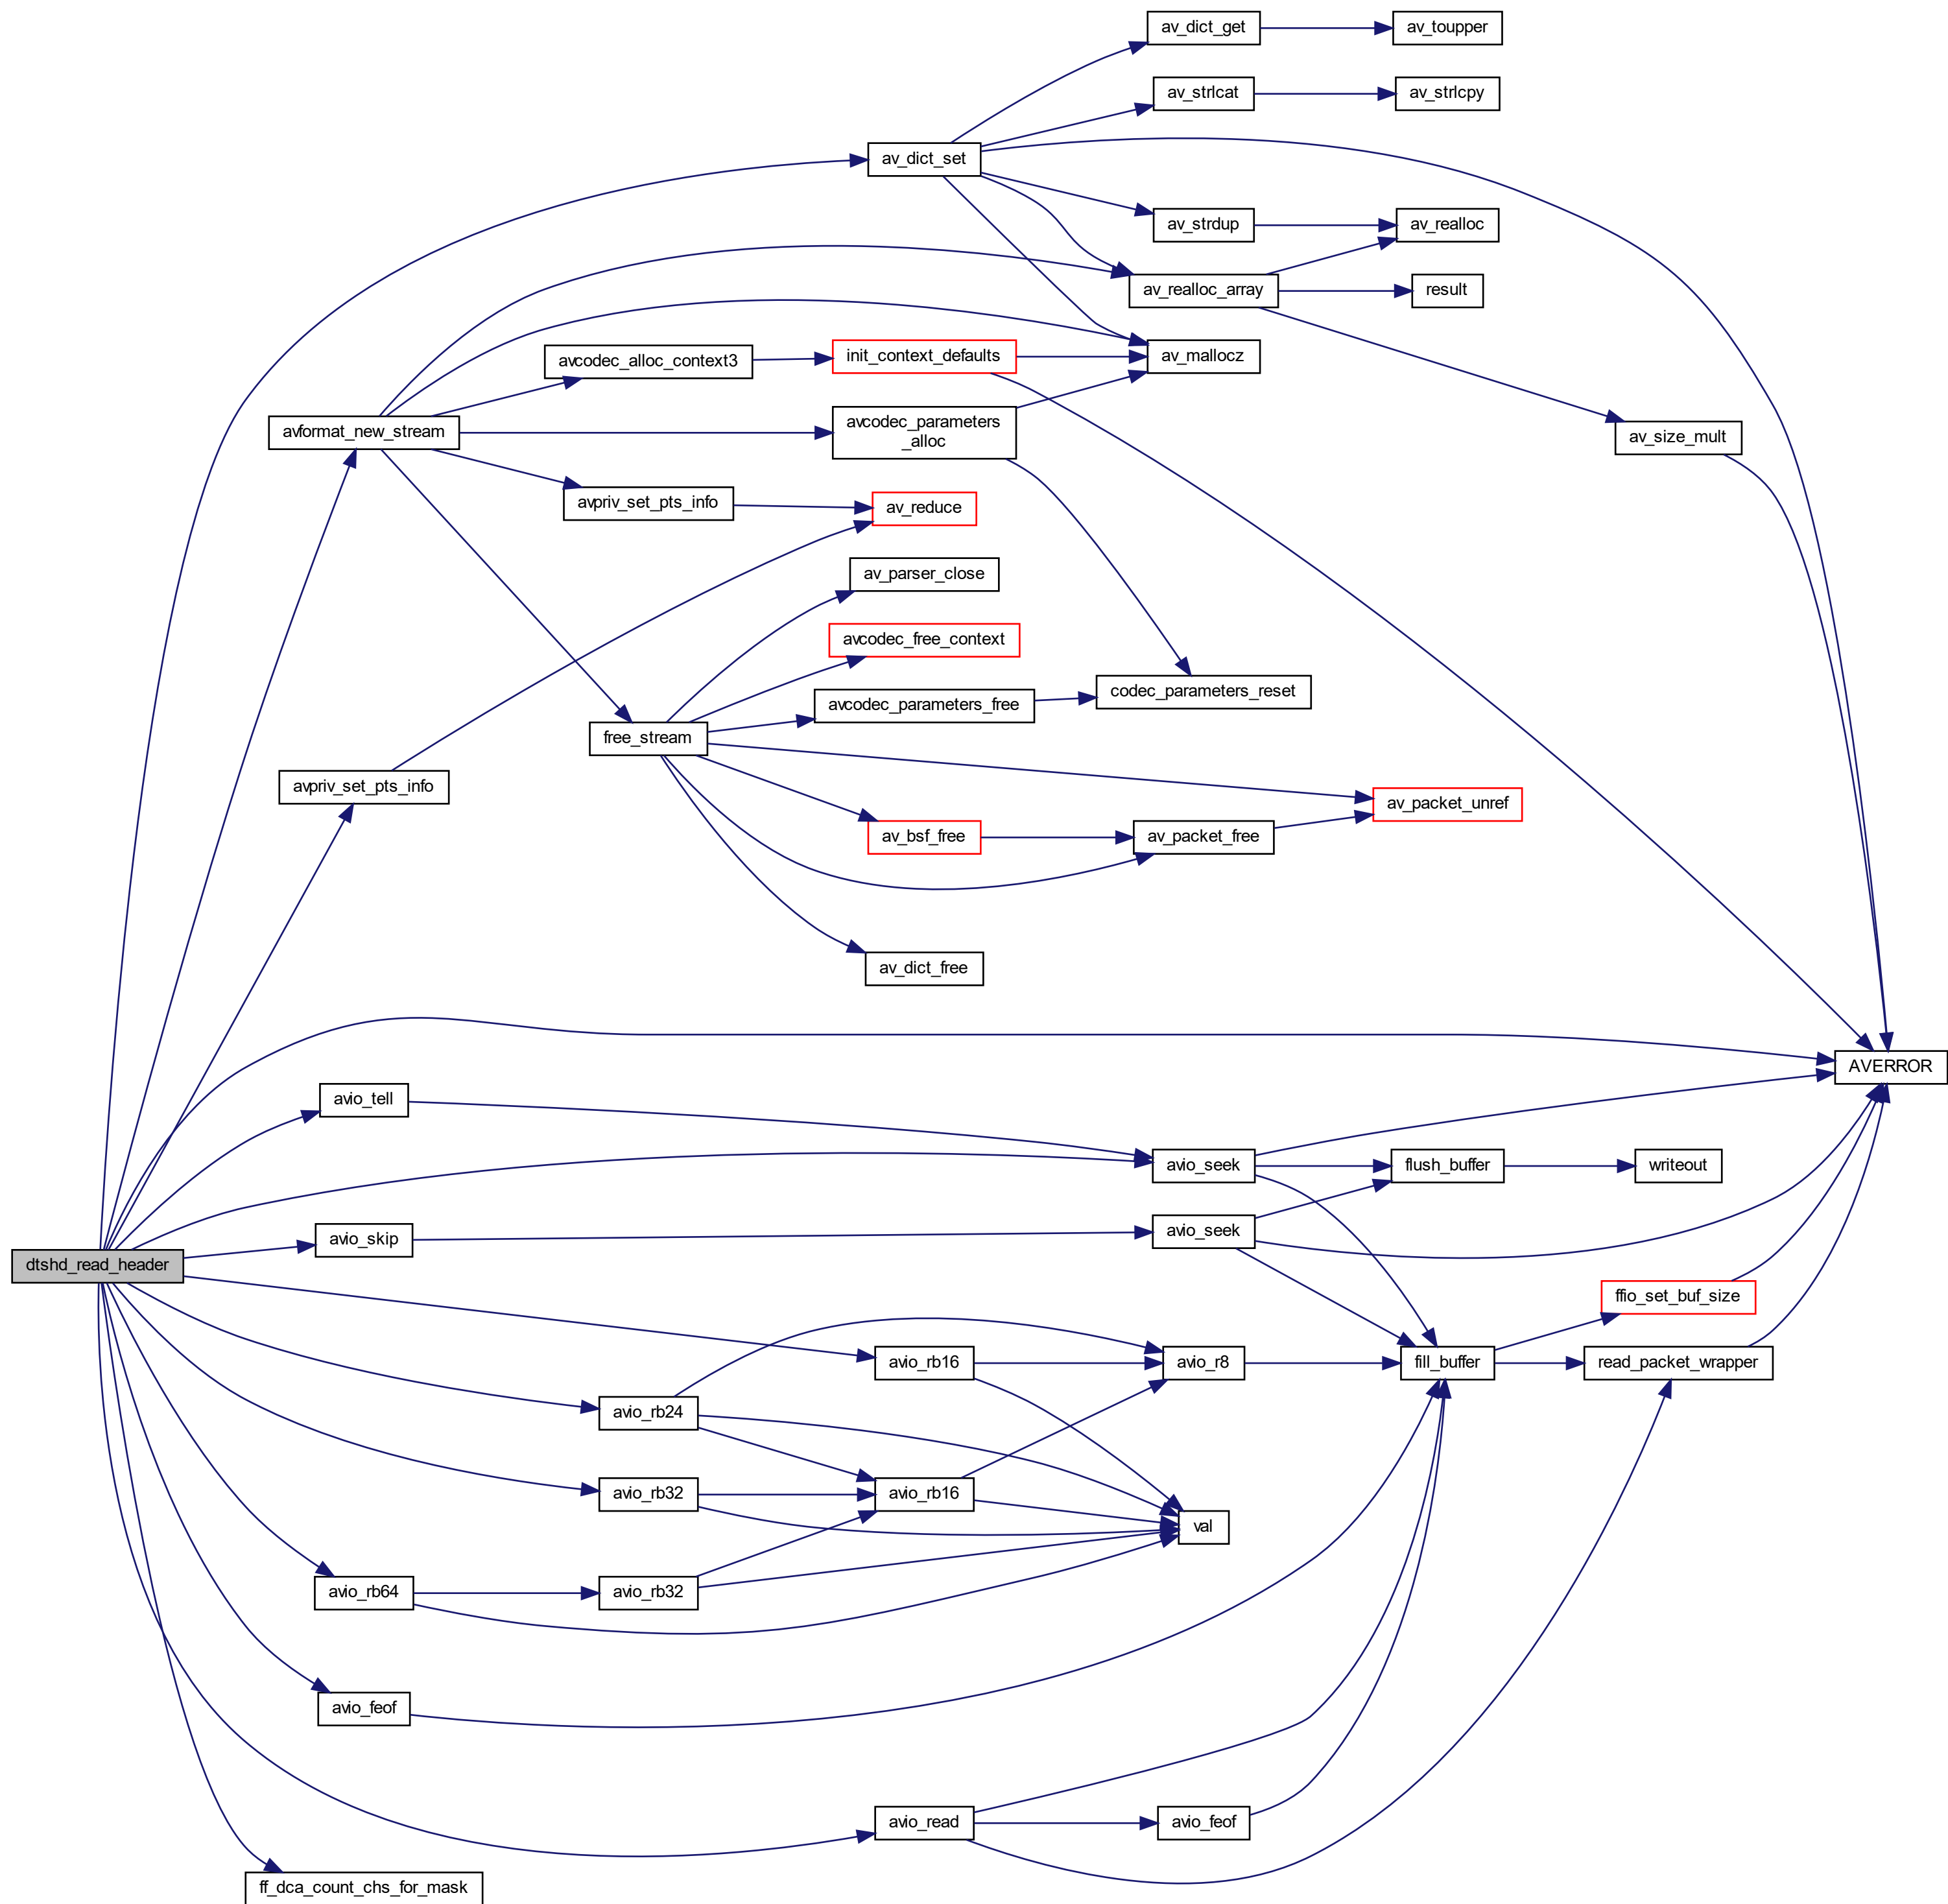 av_dict_get
av_toupper
av_strlcat
av_strlcpy
av_dict_set
av_strdup
av_realloc
av_realloc_array
result
avcodec_alloc_context3
init_context_defaults
av_mallocz
avformat_new_stream
avcodec_parameters
_alloc
av_size_mult
avpriv_set_pts_info
av_reduce
av_parser_close
avcodec_free_context
codec_parameters_reset
avcodec_parameters_free
free_stream
avpriv_set_pts_info
av_packet_unref
av_bsf_free
av_packet_free
av_dict_free
AVERROR
avio_tell
avio_seek
flush_buffer
writeout
avio_skip
avio_seek
dtshd_read_header
ffio_set_buf_size
avio_rb16
avio_r8
fill_buffer
read_packet_wrapper
avio_rb24
avio_rb32
avio_rb16
val
avio_rb64
avio_rb32
avio_feof
avio_read
avio_feof
ff_dca_count_chs_for_mask